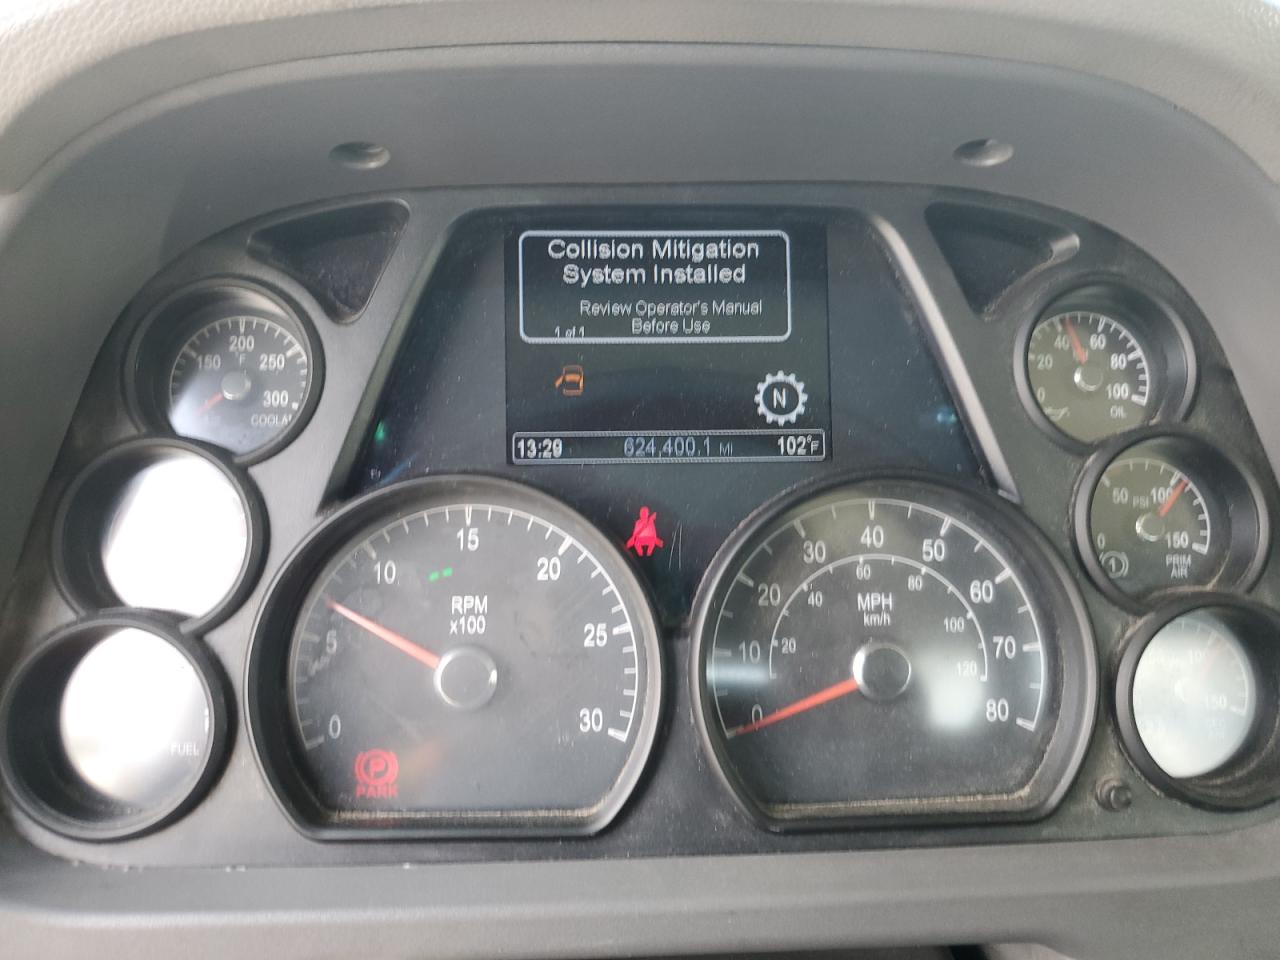 Collision Mitigation
System Installed
Review Operator's Manual
Before Use
1 of 1
N
13:29 624,400.1 MI 102°F
150 200 250 300
°F
COOLA
0 20 40 60 80 100
OIL
0 50 100 150
PSI
1
PRIM
AIR
150
FUEL
0 5 10 15 20 25 30
RPM
x100
PARK
0 10 20 30 40 50 60 70 80
20 40 60 80 100 120
MPH
km/h